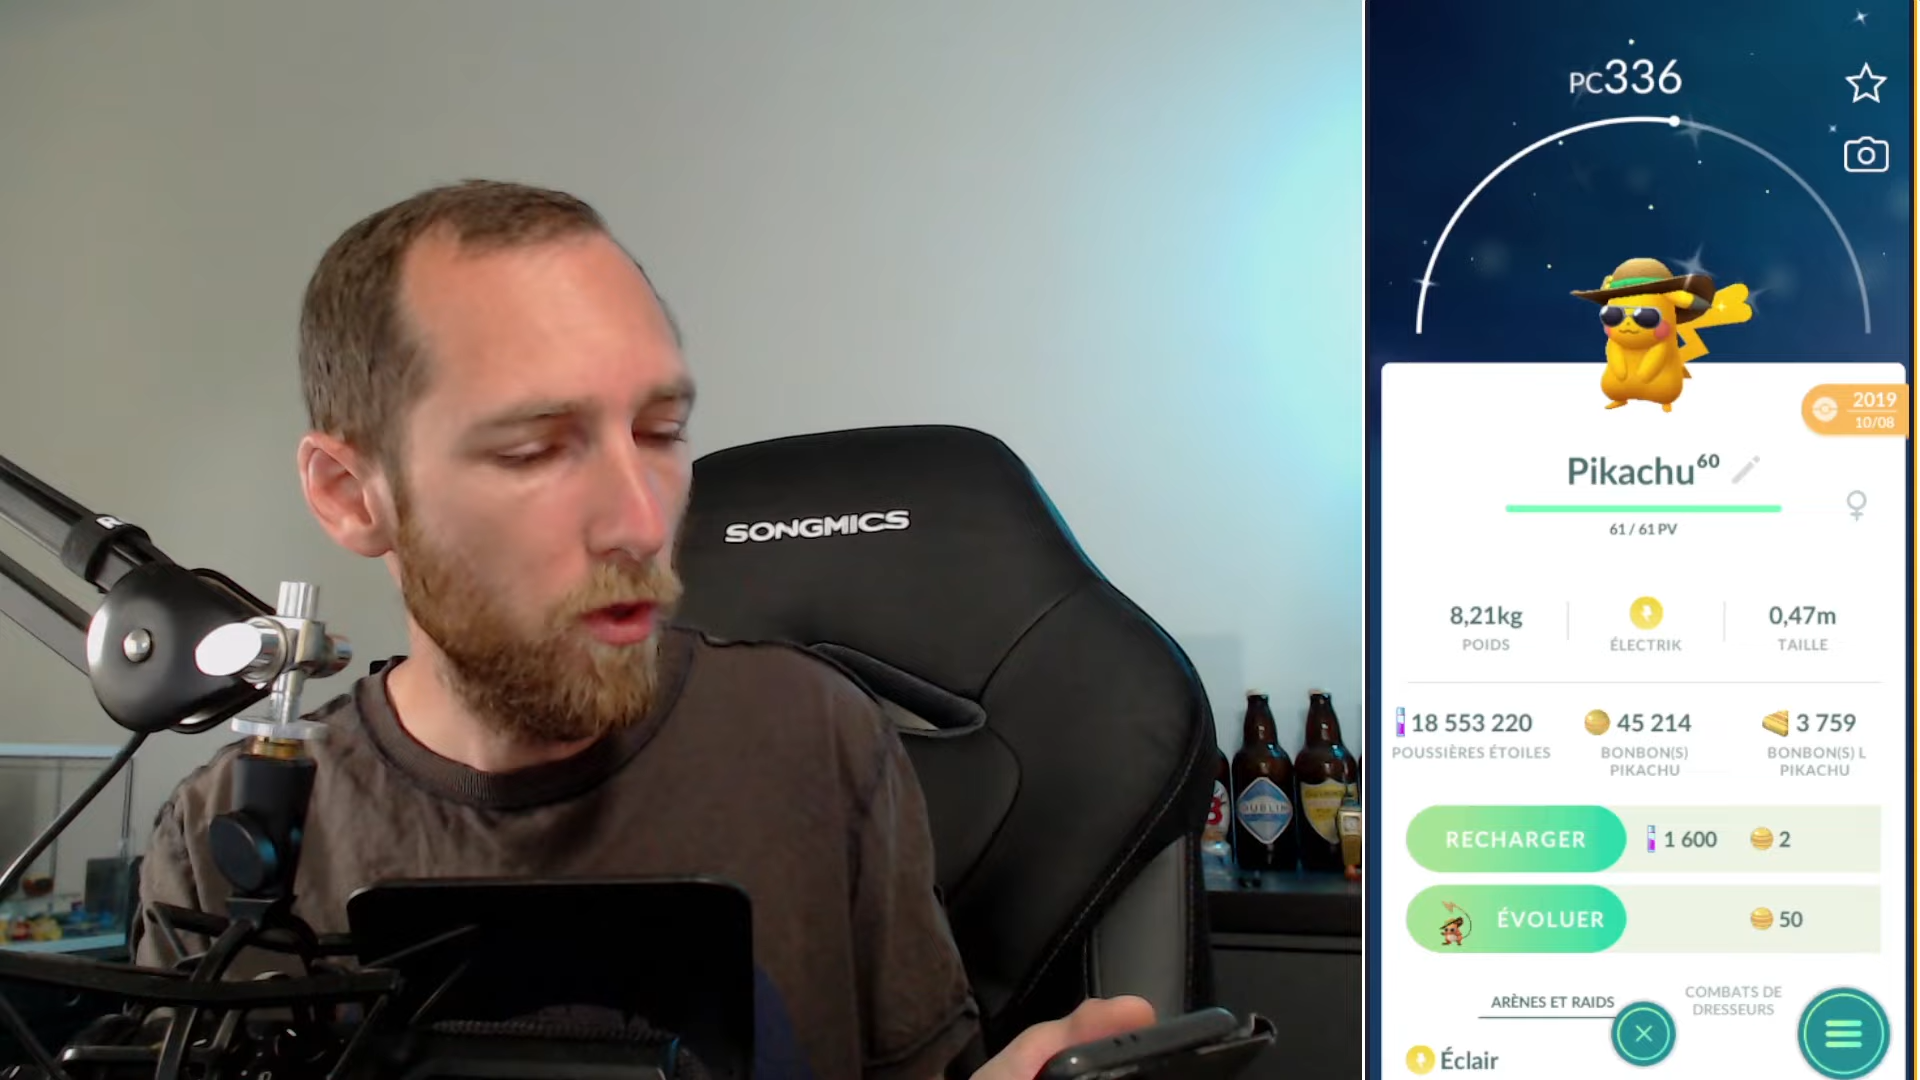 SONGMICS
DUBLIN
PC336
2019
10/08
Pikachu60
61 / 61 PV
8,21kg
POIDS
ÉLECTRIK
0,47m
TAILLE
18 553 220
POUSSIÈRES ÉTOILES
45 214
BONBON(S)
PIKACHU
3 759
BONBON(S) L
PIKACHU
RECHARGER
1 600
2
ÉVOLUER
50
ARÈNES ET RAIDS
COMBATS DE
DRESSEURS
Éclair